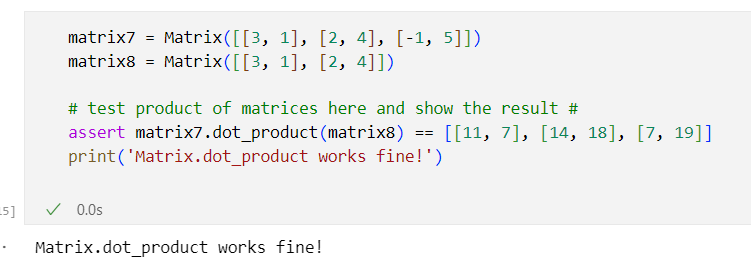 matrix7 = Matrix([[3, 1], [2, 4], [-1, 5]])
matrix8 = Matrix([[3, 1], [2, 4]])
# test product of matrices here and show the result #
assert matrix7.dot_product(matrix8) == [[11, 7], [14, 18], [7, 19]]
print('Matrix.dot_product works fine!')
5] 0.0s
Matrix.dot_product works fine!